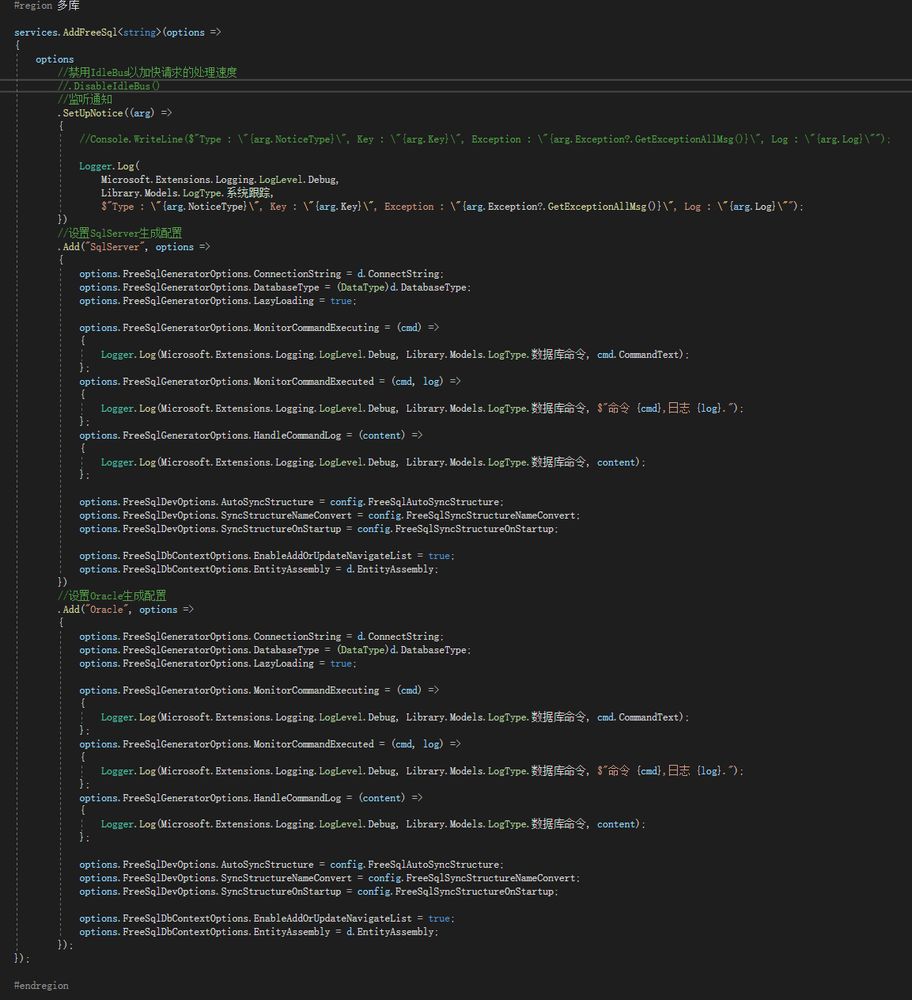 #region 多库
services.AddFreeSql<string>(options =>
{
options
//禁用IdleBus以加快请求的处理速度
//.DisableIdleBus()
//监听通知
.SetUpNotice((arg) =>
{
//Console.WriteLine($"Type : \"{arg.NoticeType}\", Key : \"{arg.Key}\", Exception : \"{arg.Exception?.GetExceptionAllMsg()}\", Log : \"{arg.Log}\"");
Logger.Log(
Microsoft.Extensions.Logging.LogLevel.Debug,
Library.Models.LogType.系统跟踪,
$"Type : \"{arg.NoticeType}\", Key : \"{arg.Key}\", Exception : \"{arg.Exception?.GetExceptionAllMsg()}\", Log : \"{arg.Log}\"");
})
//设置SqlServer生成配置
.Add("SqlServer", options =>
{
options.FreeSqlGeneratorOptions.ConnectionString = d.ConnectString;
options.FreeSqlGeneratorOptions.DatabaseType = (DataType)d.DatabaseType;
options.FreeSqlGeneratorOptions.LazyLoading = true;
options.FreeSqlGeneratorOptions.MonitorCommandExecuting = (cmd) =>
{
Logger.Log(Microsoft.Extensions.Logging.LogLevel.Debug, Library.Models.LogType.数据库命令, cmd.CommandText);
};
options.FreeSqlGeneratorOptions.MonitorCommandExecuted = (cmd, log) =>
{
Logger.Log(Microsoft.Extensions.Logging.LogLevel.Debug, Library.Models.LogType.数据库命令, $"命令 {cmd},日志 {log}.");
};
options.FreeSqlGeneratorOptions.HandleCommandLog = (content) =>
{
Logger.Log(Microsoft.Extensions.Logging.LogLevel.Debug, Library.Models.LogType.数据库命令, content);
};
options.FreeSqlDevOptions.AutoSyncStructure = config.FreeSqlAutoSyncStructure;
options.FreeSqlDevOptions.SyncStructureNameConvert = config.FreeSqlSyncStructureNameConvert;
options.FreeSqlDevOptions.SyncStructureOnStartup = config.FreeSqlSyncStructureOnStartup;
options.FreeSqlDbContextOptions.EnableAddOrUpdateNavigateList = true;
options.FreeSqlDbContextOptions.EntityAssembly = d.EntityAssembly;
})
//设置Oracle生成配置
.Add("Oracle", options =>
{
options.FreeSqlGeneratorOptions.ConnectionString = d.ConnectString;
options.FreeSqlGeneratorOptions.DatabaseType = (DataType)d.DatabaseType;
options.FreeSqlGeneratorOptions.LazyLoading = true;
options.FreeSqlGeneratorOptions.MonitorCommandExecuting = (cmd) =>
{
Logger.Log(Microsoft.Extensions.Logging.LogLevel.Debug, Library.Models.LogType.数据库命令, cmd.CommandText);
};
options.FreeSqlGeneratorOptions.MonitorCommandExecuted = (cmd, log) =>
{
Logger.Log(Microsoft.Extensions.Logging.LogLevel.Debug, Library.Models.LogType.数据库命令, $"命令 {cmd},日志 {log}.");
};
options.FreeSqlGeneratorOptions.HandleCommandLog = (content) =>
{
Logger.Log(Microsoft.Extensions.Logging.LogLevel.Debug, Library.Models.LogType.数据库命令, content);
};
options.FreeSqlDevOptions.AutoSyncStructure = config.FreeSqlAutoSyncStructure;
options.FreeSqlDevOptions.SyncStructureNameConvert = config.FreeSqlSyncStructureNameConvert;
options.FreeSqlDevOptions.SyncStructureOnStartup = config.FreeSqlSyncStructureOnStartup;
options.FreeSqlDbContextOptions.EnableAddOrUpdateNavigateList = true;
options.FreeSqlDbContextOptions.EntityAssembly = d.EntityAssembly;
});
});
#endregion